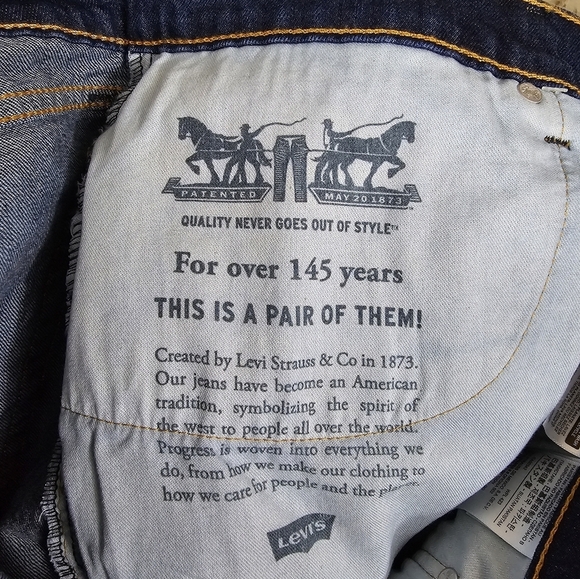 PATENTED MAY 20 1873
QUALITY NEVER GOES OUT OF STYLE™
For over 145 years
THIS IS A PAIR OF THEM!
Created by Levi Strauss & Co in 1873.
Our jeans have become an American
tradition, symbolizing the spirit of
the west to people all over the world.
Progress is woven into everything we
do, from how we make our clothing to
how we care for people and the planet.
Levi's